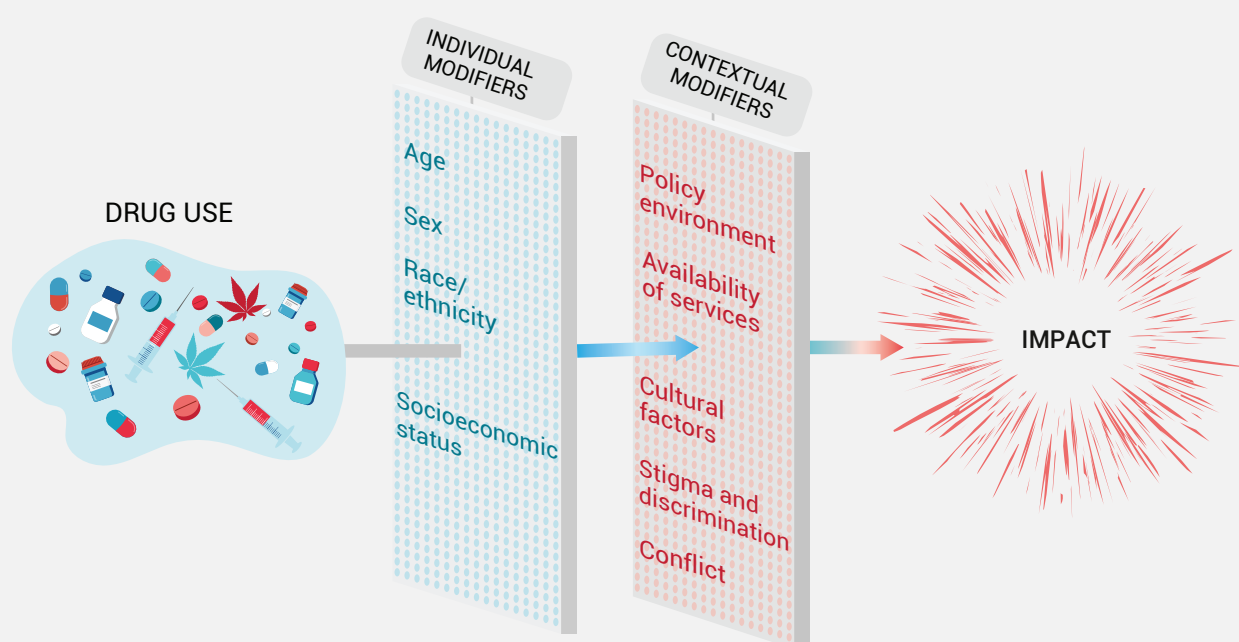 DRUG USE
INDIVIDUAL
MODIFIERS
Age
Sex
Race/
ethnicity
Socioeconomic
status
CONTEXTUAL
MODIFIERS
Policy
environment
Availability
of services
Cultural
factors
Stigma and
discrimination
Conflict
IMPACT